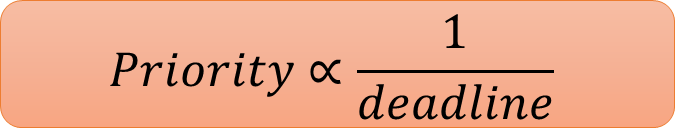 Priority ∝ 1
deadline